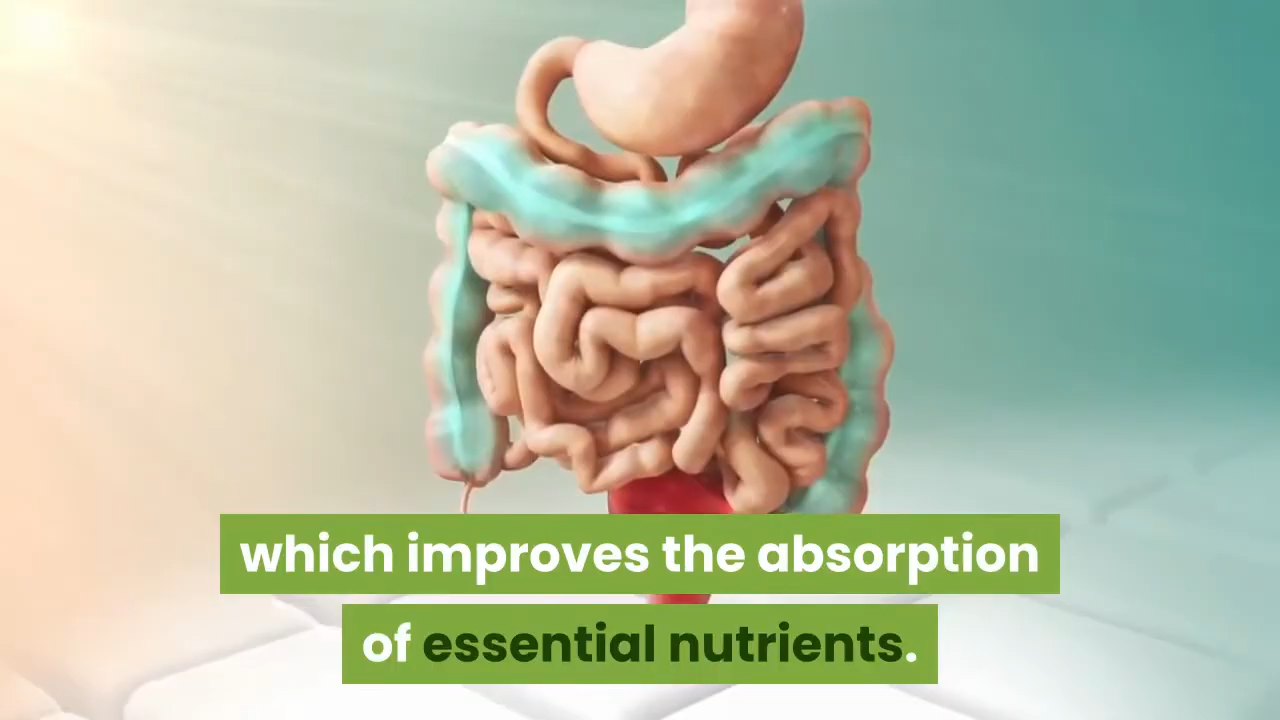 which improves the absorption
of essential nutrients.